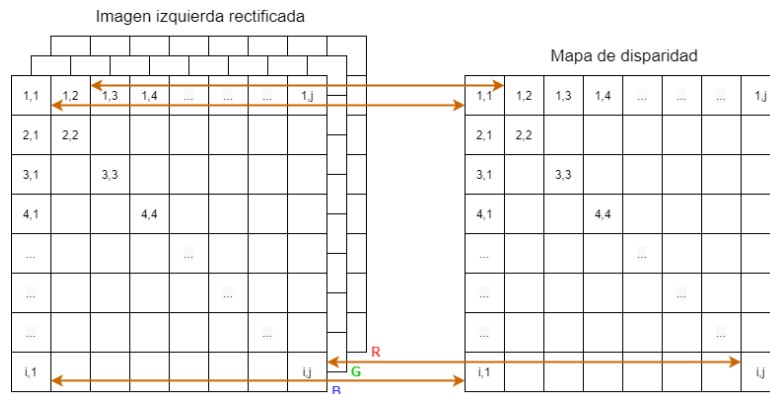 Imagen izquierda rectificada
Mapa de disparidad
1,1 1,2 1,3 1,4 ... ... ... 1,j
2,1 2,2
3,1 3,3
4,1 4,4
... ...
... ...
... ...
i,1 i,j
R
G
B
1,1 1,2 1,3 1,4 ... ... ... 1,j
2,1 2,2
3,1 3,3
4,1 4,4
... ...
... ...
... ...
i,1 i,j